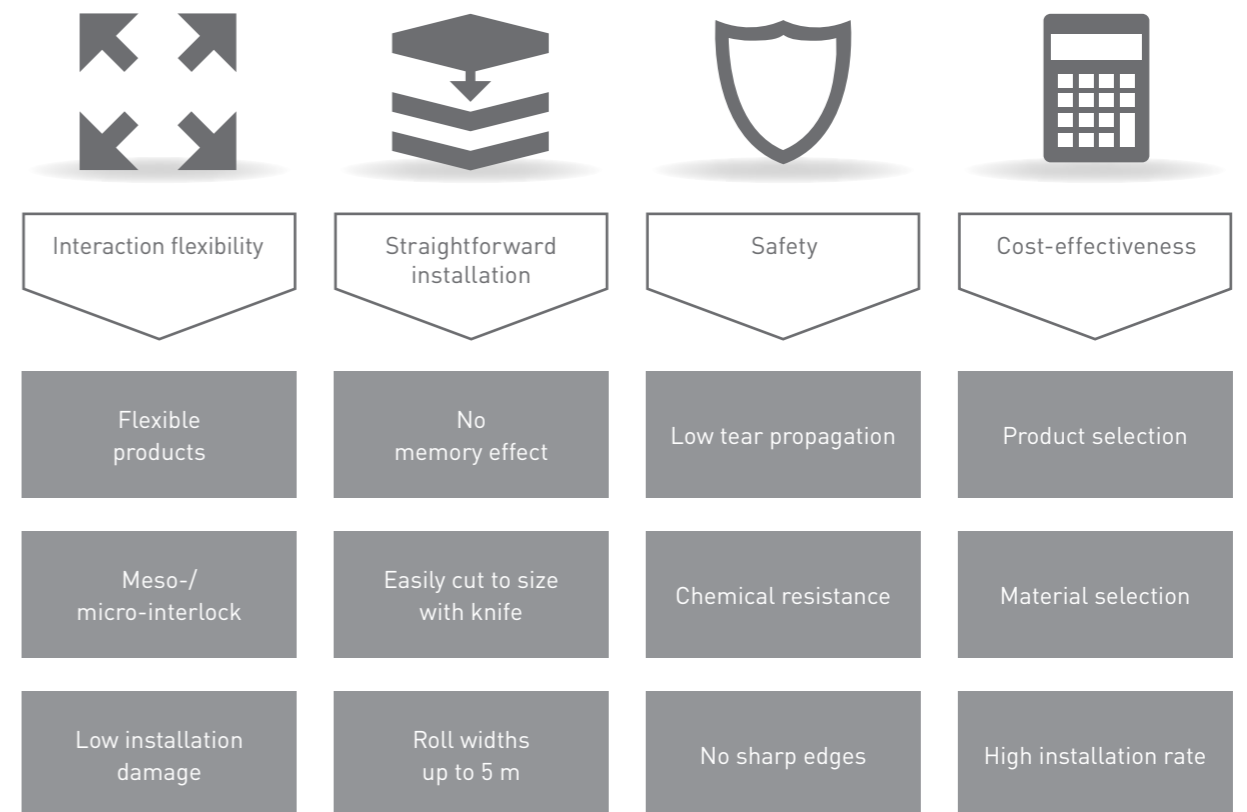 Interaction flexibility
Straightforward
installation
Safety
Cost-effectiveness
Flexible
products
No
memory effect
Low tear propagation
Product selection
Meso-/
micro-interlock
Easily cut to size
with knife
Chemical resistance
Material selection
Low installation
damage
Roll widths
up to 5 m
No sharp edges
High installation rate